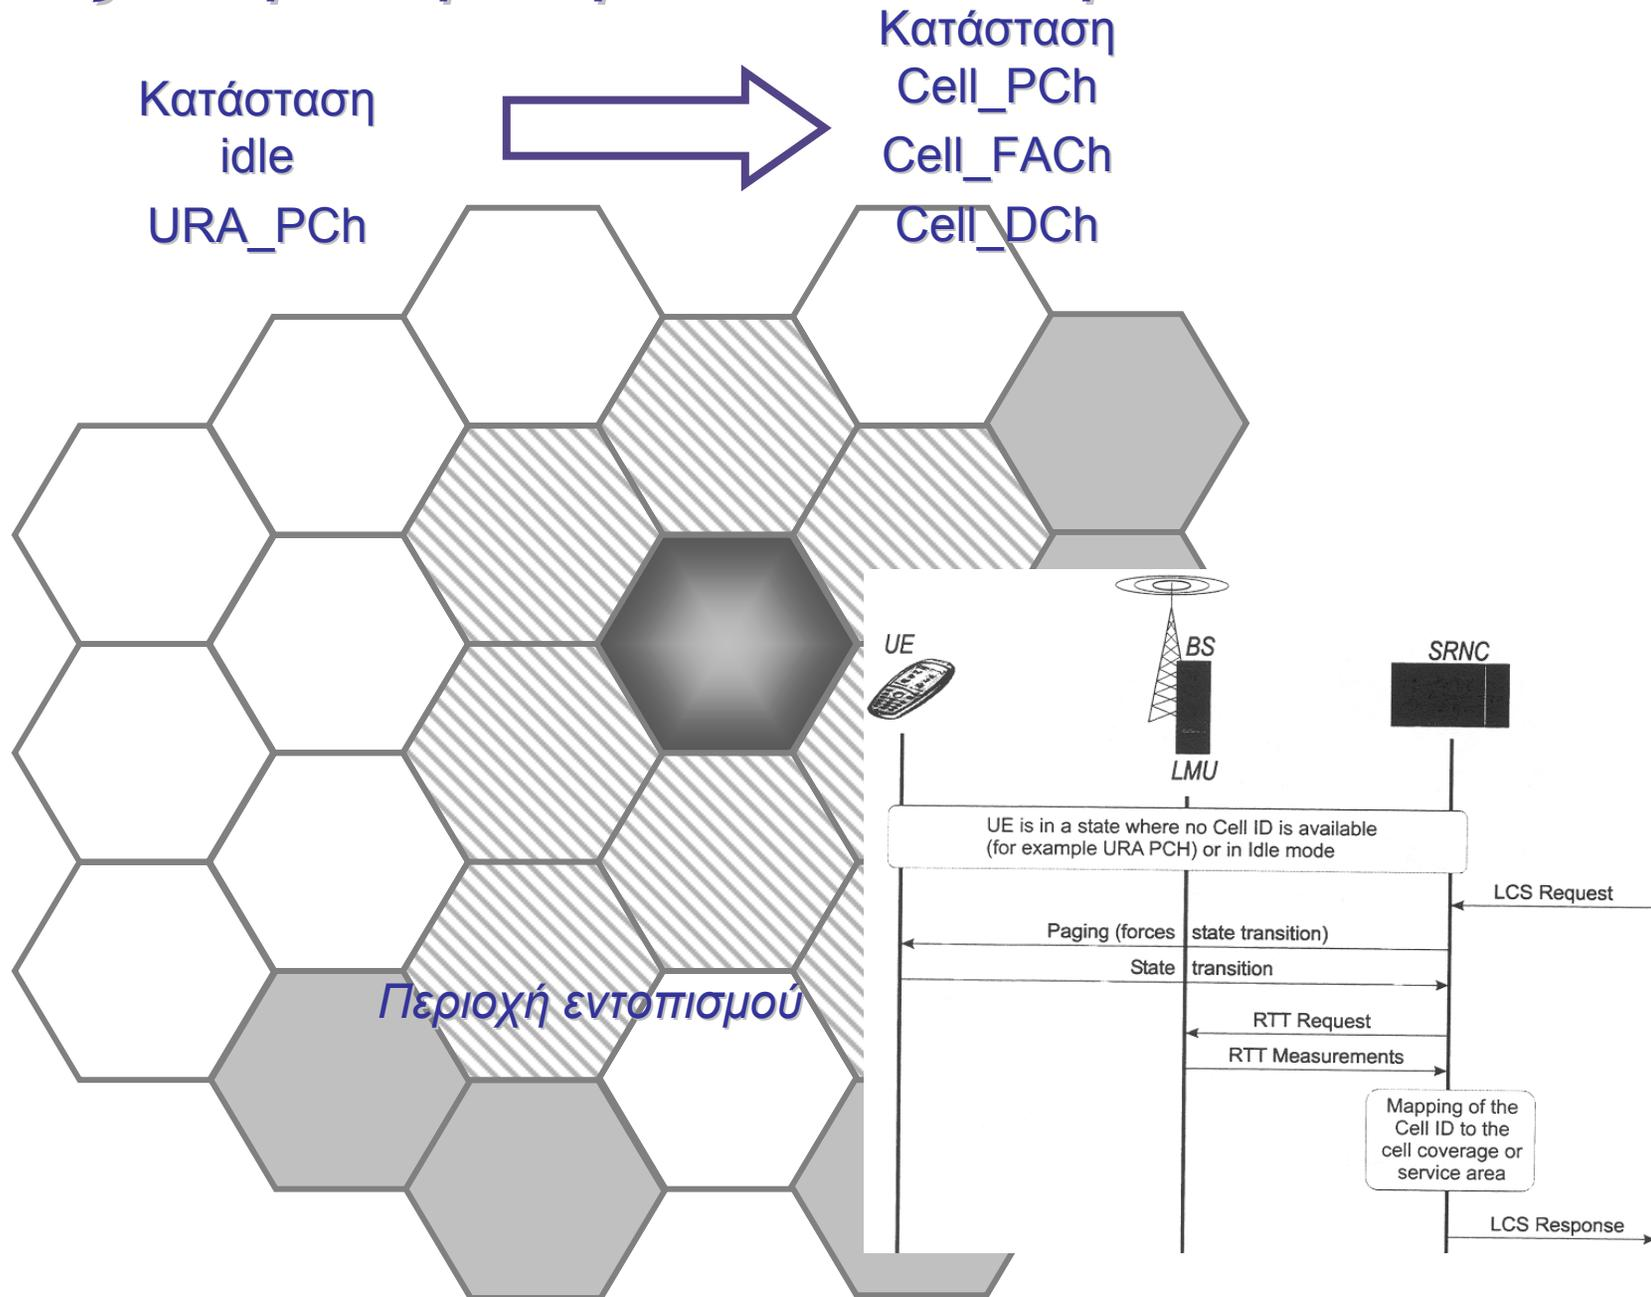 Κατάσταση
idle
URA_PCh
Κατάσταση
Cell_PCh
Cell_FACh
Cell_DCh
Περιοχή εντοπισμού
UE
BS
SRNC
LMU
UE is in a state where no Cell ID is available
(for example URA PCH) or in Idle mode
LCS Request
Paging (forces state transition)
State transition
RTT Request
RTT Measurements
Mapping of the
Cell ID to the
cell coverage or
service area
LCS Response